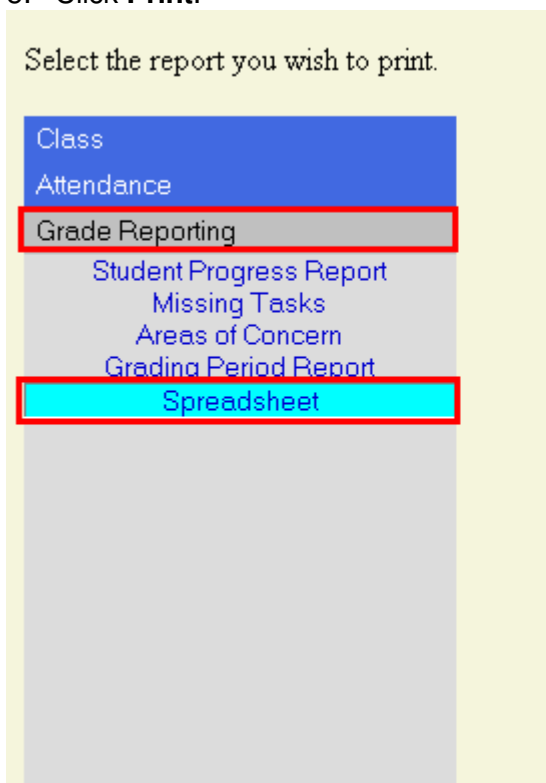 Click Print.
Select the report you wish to print.
Class
Attendance
Grade Reporting
Student Progress Report
Missing Tasks
Areas of Concern
Grading Period Report
Spreadsheet